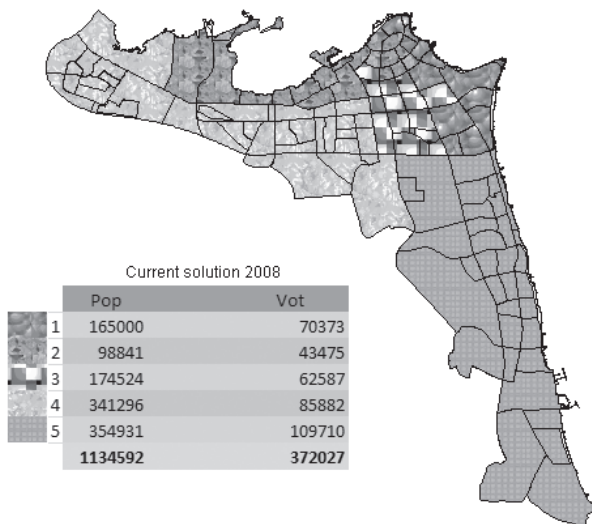 Current solution 2008
Pop Vot
1 165000 70373
2 98841 43475
3 174524 62587
4 341296 85882
5 354931 109710
1134592 372027